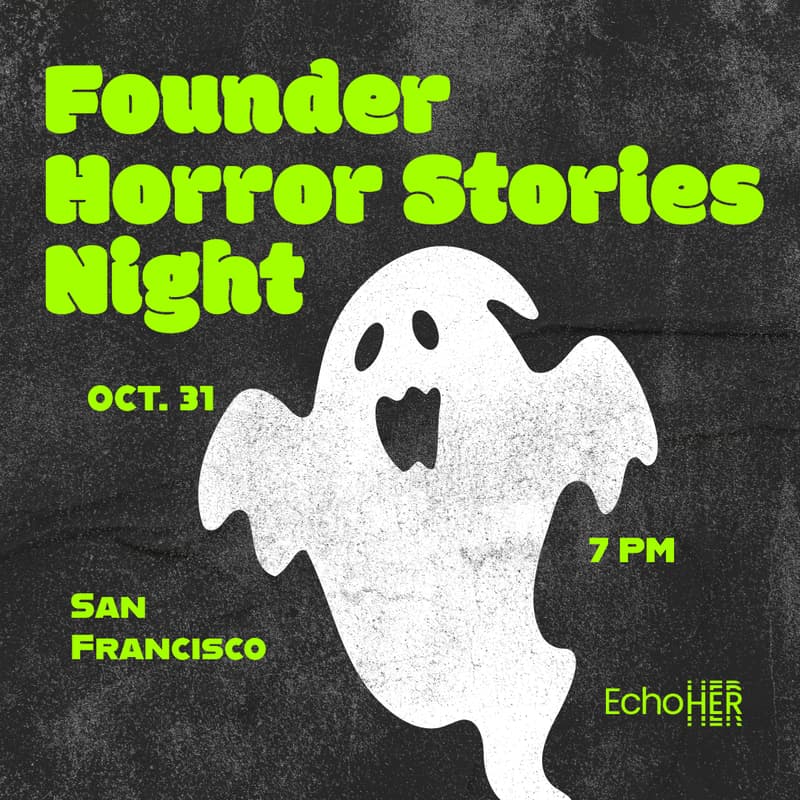 Founder
Horror Stories
Night
OCT. 31
7 PM
San
Francisco
EchoHER